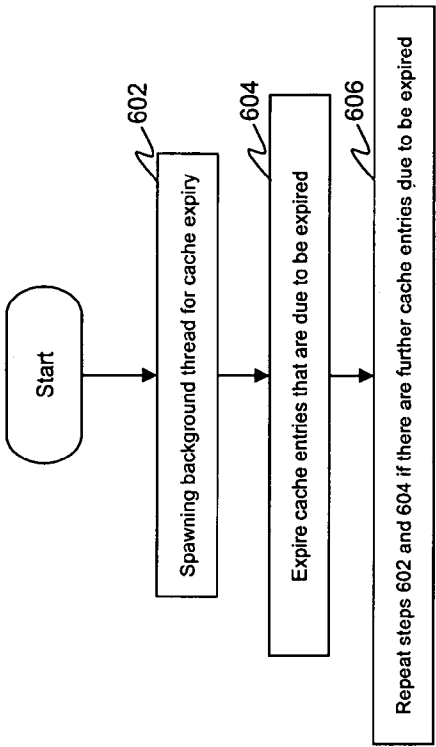 Start
602
Spawning background thread for cache expiry
604
Expire cache entries that are due to be expired
606
Repeat steps 602 and 604 if there are further cache entries due to be expired